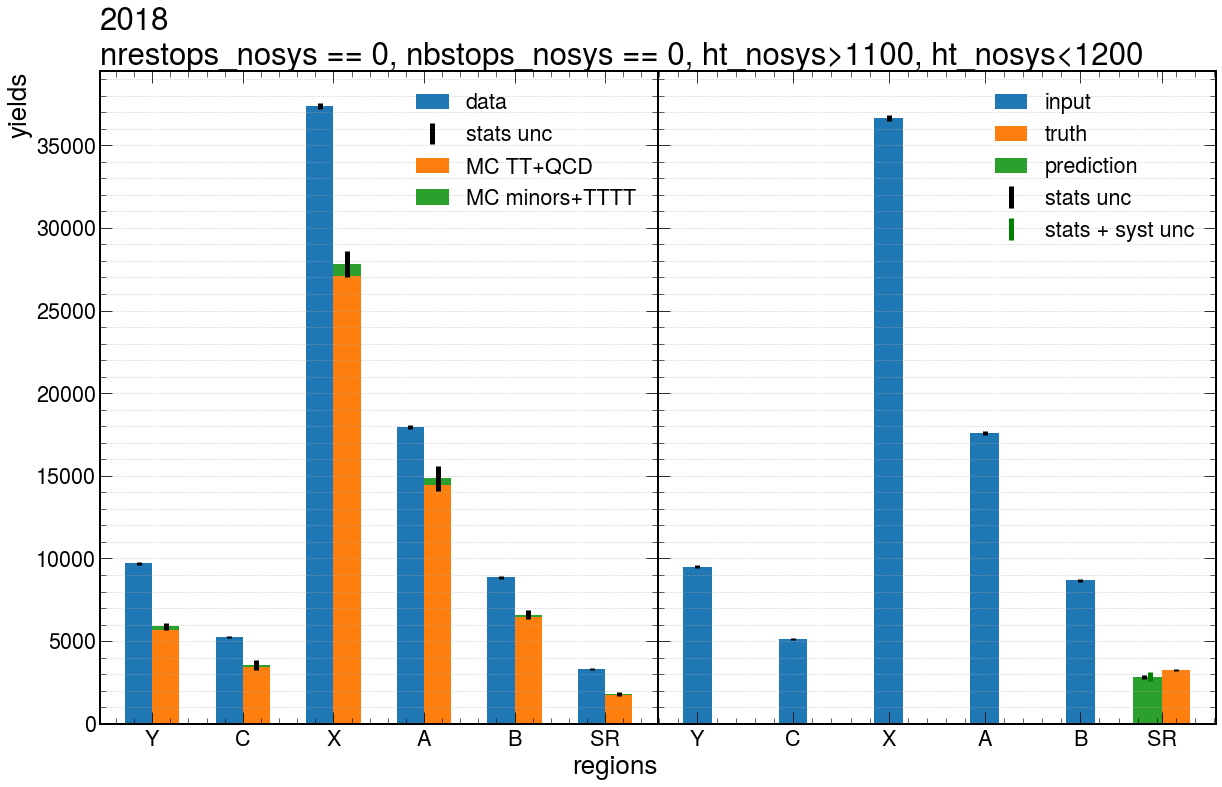 2018
nrestops_nosys == 0, nbstops_nosys == 0, ht_nosys>1100, ht_nosys<1200
yields
35000
30000
25000
20000
15000
10000
5000
0
data
stats unc
MC TT+QCD
MC minors+TTTT
input
truth
prediction
stats unc
stats + syst unc
Y C X A B SR Y C X A B SR
regions